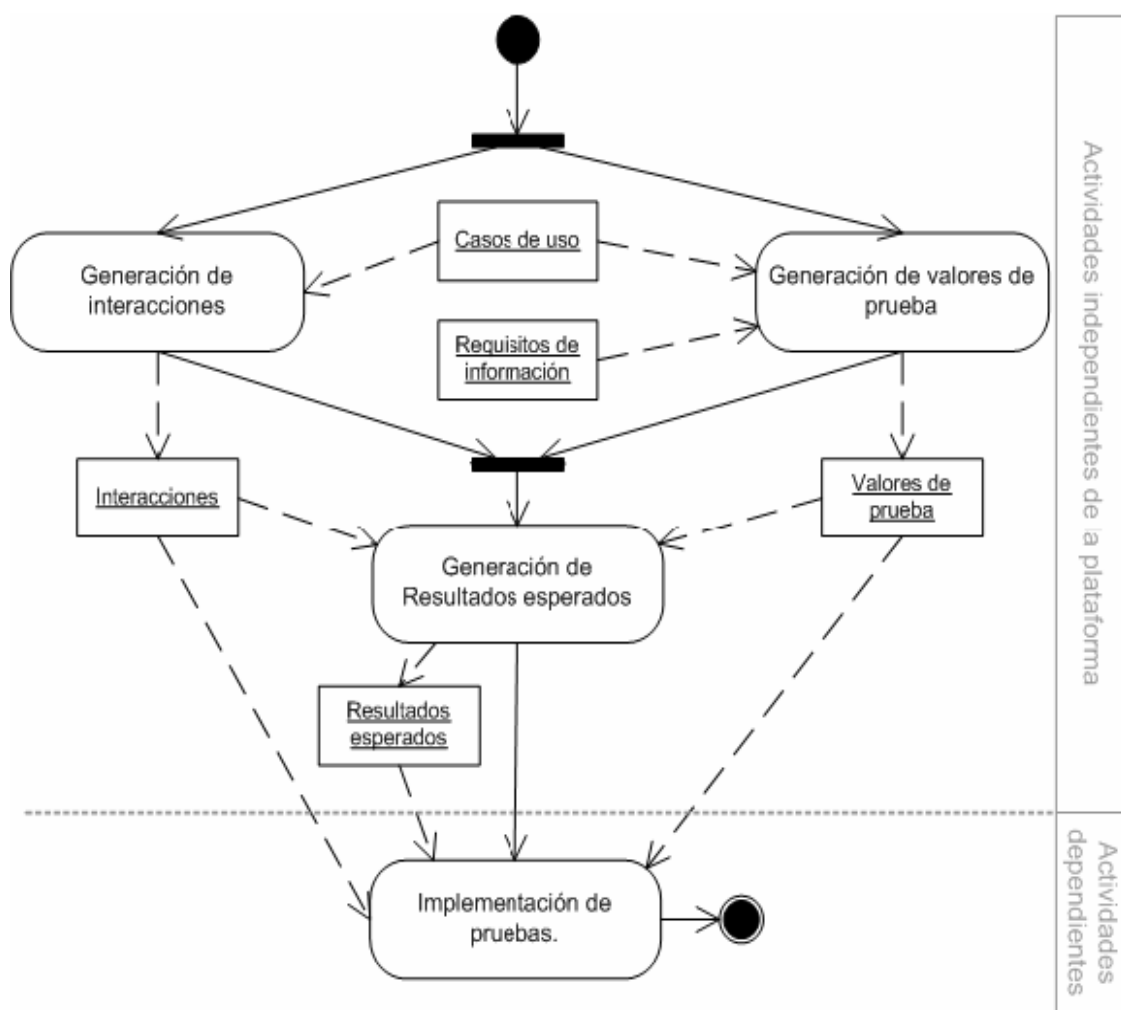 Casos de uso
Generación de
interacciones
Generación de valores de
prueba
Requisitos de
información
Interacciones
Valores de
prueba
Generación de
Resultados esperados
Resultados
esperados
Implementación de
pruebas.
Actividades independientes de la plataforma
Actividades
dependientes